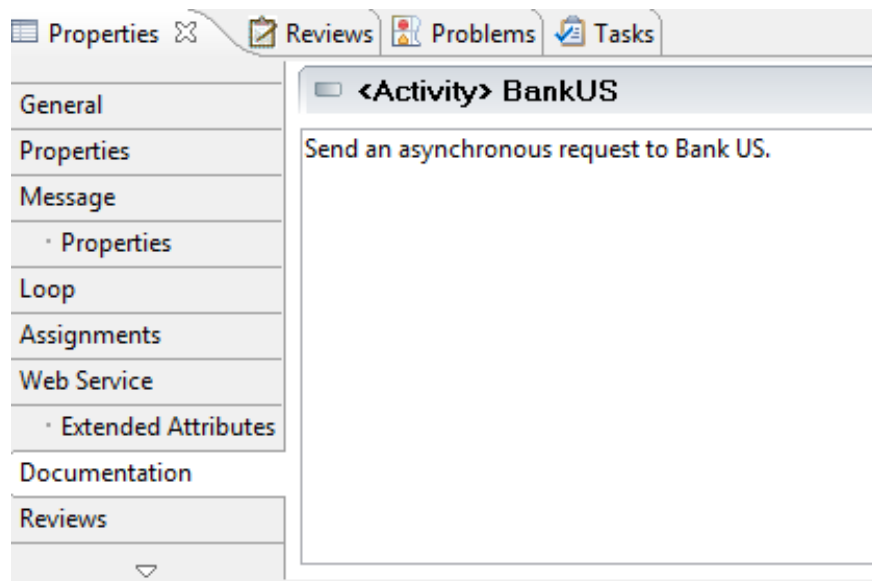 Properties Reviews Problems Tasks
<Activity> BankUS
General
Properties
Message
Properties
Loop
Assignments
Web Service
Extended Attributes
Documentation
Reviews
Send an asynchronous request to Bank US.